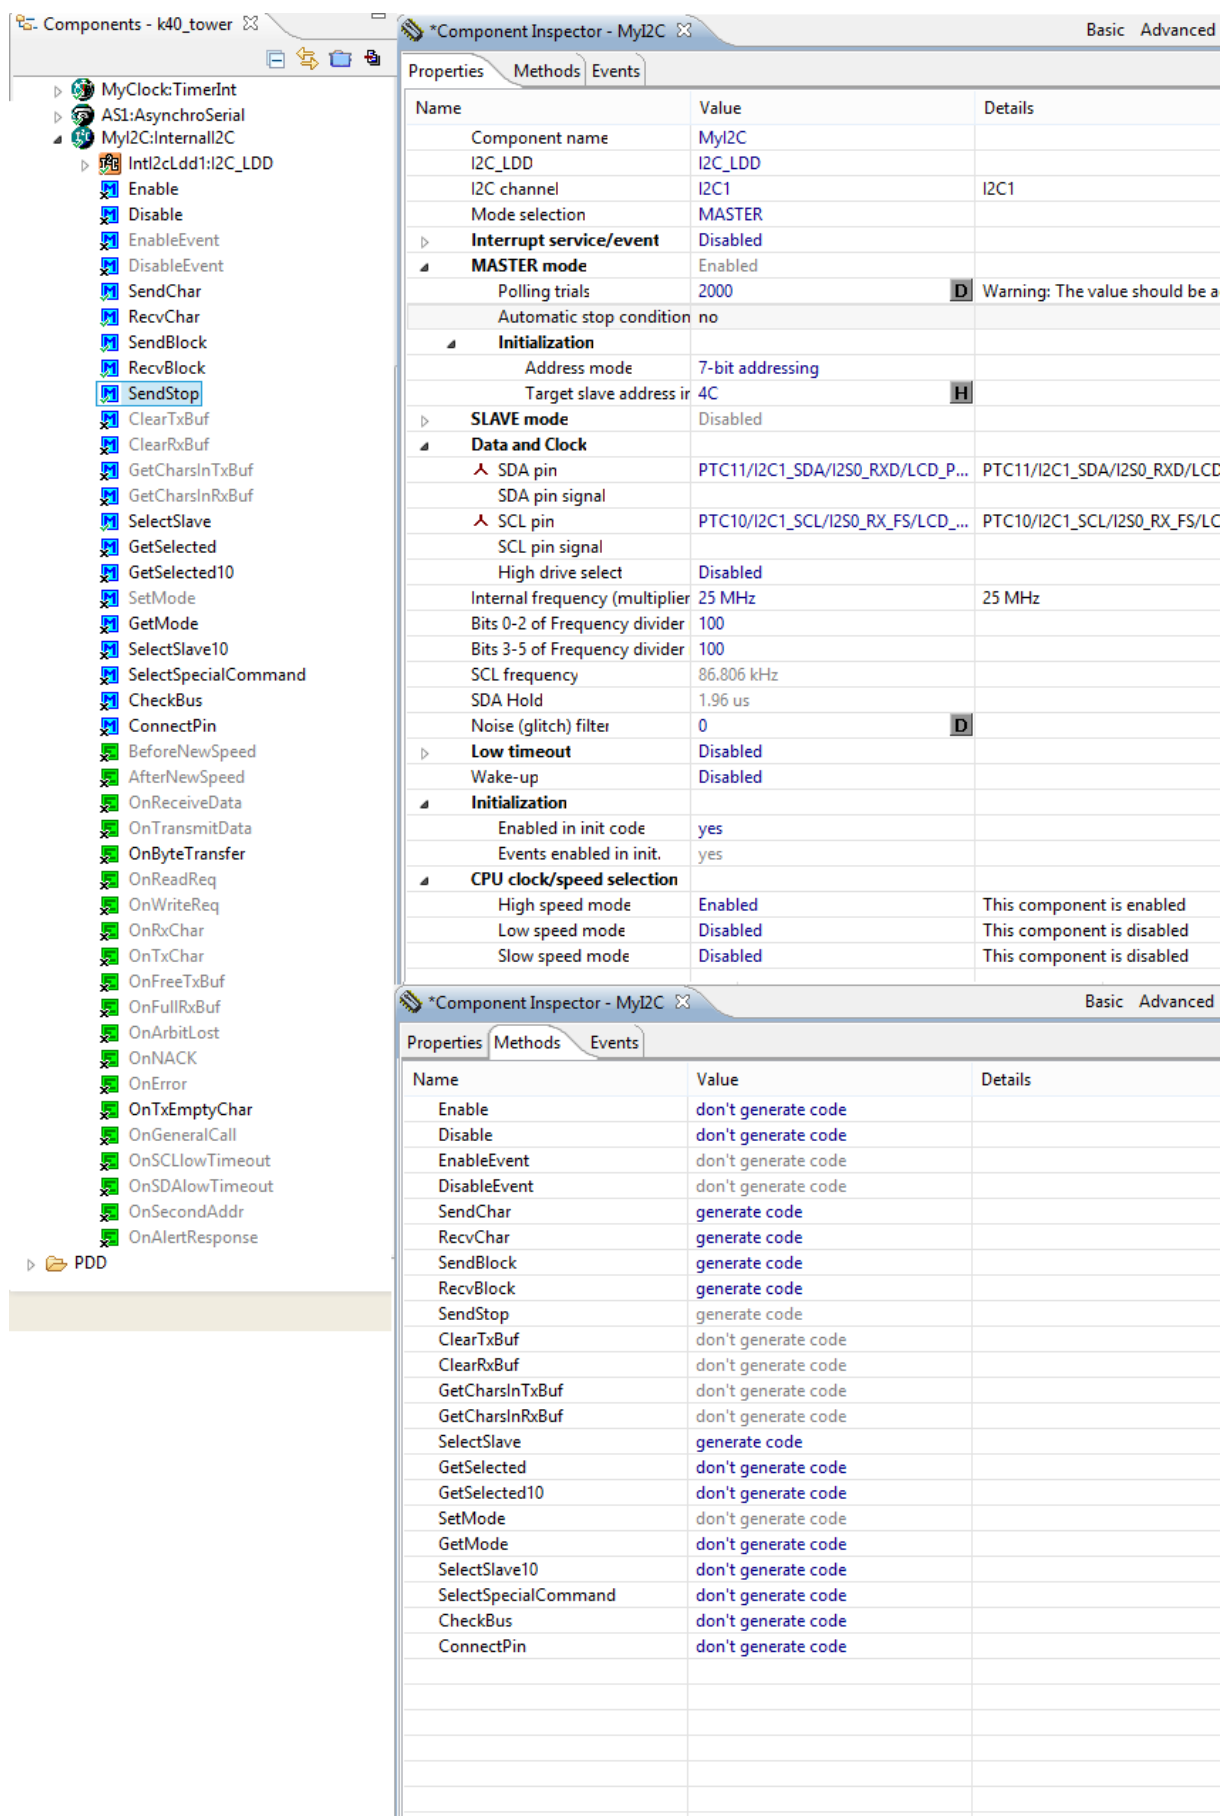 Components - k40_tower
MyClock:TimerInt
AS1:AsynchroSerial
MyI2C:InternalI2C
IntI2cLdd1:I2C_LDD
Enable
Disable
EnableEvent
DisableEvent
SendChar
RecvChar
SendBlock
RecvBlock
SendStop
ClearTxBuf
ClearRxBuf
GetCharsInTxBuf
GetCharsInRxBuf
SelectSlave
GetSelected
GetSelected10
SetMode
GetMode
SelectSlave10
SelectSpecialCommand
CheckBus
ConnectPin
BeforeNewSpeed
AfterNewSpeed
OnReceiveData
OnTransmitData
OnByteTransfer
OnReadReq
OnWriteReq
OnRxChar
OnTxChar
OnFreeTxBuf
OnFullRxBuf
OnArbitLost
OnNACK
OnError
OnTxEmptyChar
OnGeneralCall
OnSCLlowTimeout
OnSDAlowTimeout
OnSecondAddr
OnAlertResponse
PDD
*Component Inspector - MyI2C Basic Advanced
Properties Methods Events
Name Value Details
Component name MyI2C
I2C_LDD I2C_LDD
I2C channel I2C1 I2C1
Mode selection MASTER
Interrupt service/event Disabled
MASTER mode Enabled
Polling trials 2000 D Warning: The value should be a
Automatic stop condition no
Initialization
Address mode 7-bit addressing
Target slave address ir 4C H
SLAVE mode Disabled
Data and Clock
SDA pin PTC11/I2C1_SDA/I2S0_RXD/LCD_P... PTC11/I2C1_SDA/I2S0_RXD/LCD
SDA pin signal
SCL pin PTC10/I2C1_SCL/I2S0_RX_FS/LCD_... PTC10/I2C1_SCL/I2S0_RX_FS/LC
SCL pin signal
High drive select Disabled
Internal frequency (multiplier 25 MHz 25 MHz
Bits 0-2 of Frequency divider 100
Bits 3-5 of Frequency divider 100
SCL frequency 86.806 kHz
SDA Hold 1.96 us
Noise (glitch) filter 0 D
Low timeout Disabled
Wake-up Disabled
Initialization
Enabled in init code yes
Events enabled in init. yes
CPU clock/speed selection
High speed mode Enabled This component is enabled
Low speed mode Disabled This component is disabled
Slow speed mode Disabled This component is disabled
*Component Inspector - MyI2C Basic Advanced
Properties Methods Events
Name Value Details
Enable don't generate code
Disable don't generate code
EnableEvent don't generate code
DisableEvent don't generate code
SendChar generate code
RecvChar generate code
SendBlock generate code
RecvBlock generate code
SendStop generate code
ClearTxBuf don't generate code
ClearRxBuf don't generate code
GetCharsInTxBuf don't generate code
GetCharsInRxBuf don't generate code
SelectSlave generate code
GetSelected don't generate code
GetSelected10 don't generate code
SetMode don't generate code
GetMode don't generate code
SelectSlave10 don't generate code
SelectSpecialCommand don't generate code
CheckBus don't generate code
ConnectPin don't generate code